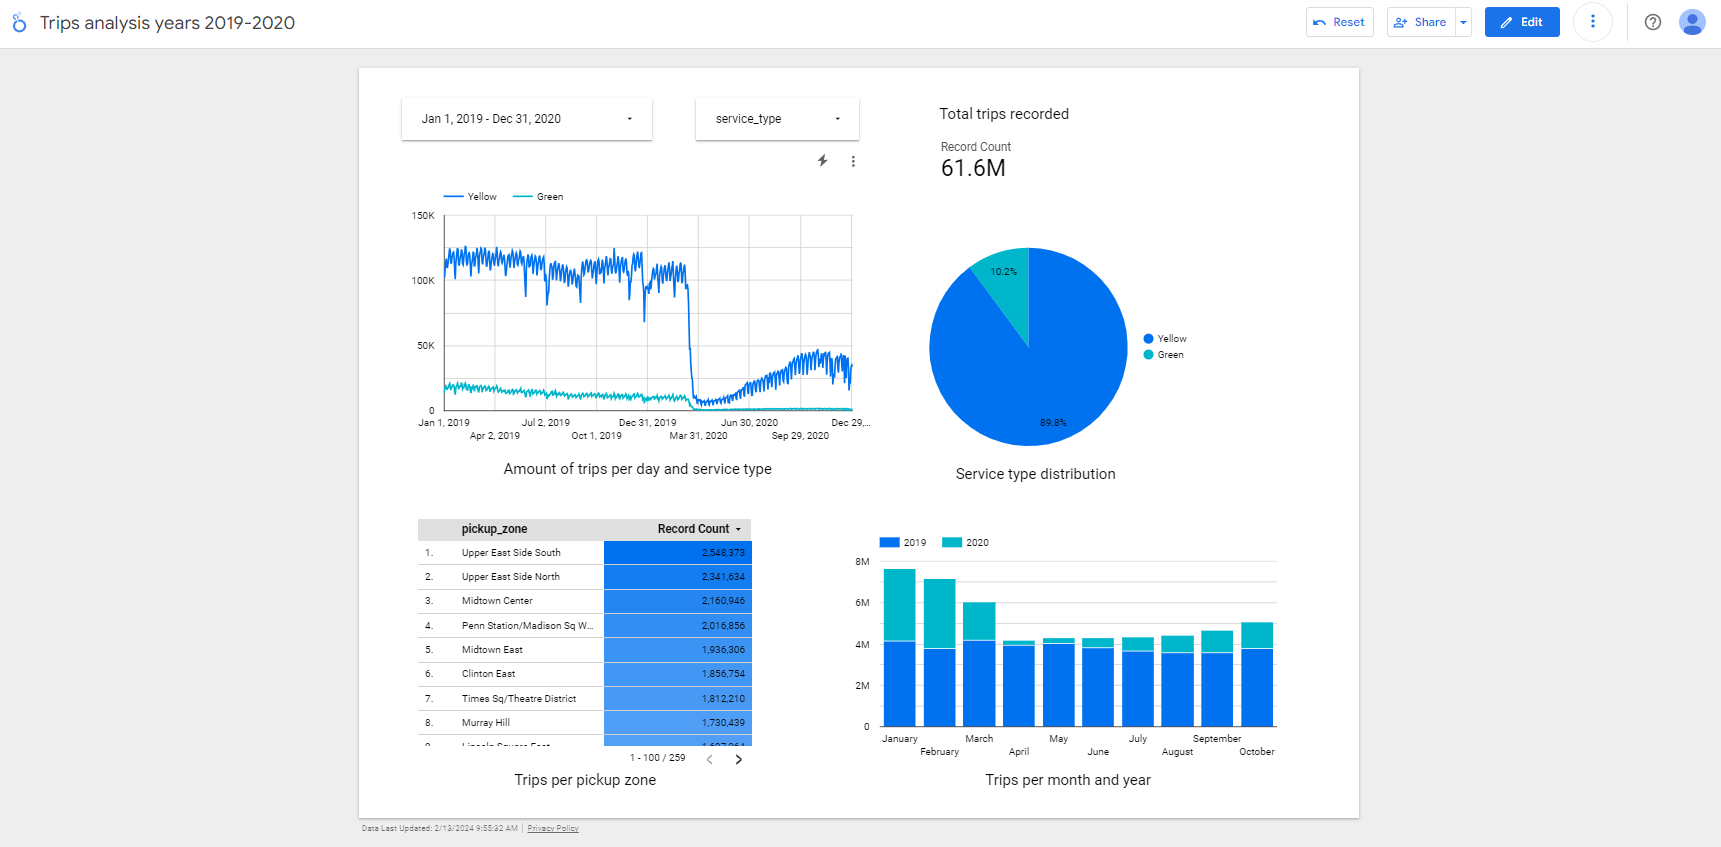 Trips analysis years 2019-2020
Reset
Share
Edit
Jan 1, 2019 - Dec 31, 2020
service_type
Total trips recorded
Record Count
61.6M
Yellow
Green
150K
100K
50K
0
Jan 1, 2019
Apr 2, 2019
Jul 2, 2019
Oct 1, 2019
Dec 31, 2019
Mar 31, 2020
Jun 30, 2020
Sep 29, 2020
Dec 29,...
Amount of trips per day and service type
10.2%
89.8%
Yellow
Green
Service type distribution
pickup_zone Record Count
1. Upper East Side South 2,548,373
2. Upper East Side North 2,341,634
3. Midtown Center 2,160,946
4. Penn Station/Madison Sq W... 2,016,856
5. Midtown East 1,936,306
6. Clinton East 1,856,754
7. Times Sq/Theatre District 1,812,210
8. Murray Hill 1,730,439
1 - 100 / 259
Trips per pickup zone
2019
2020
8M
6M
4M
2M
0
January
February
March
April
May
June
July
August
September
October
Trips per month and year
Data Last Updated: 2/13/2024 9:55:32 AM
Privacy Policy